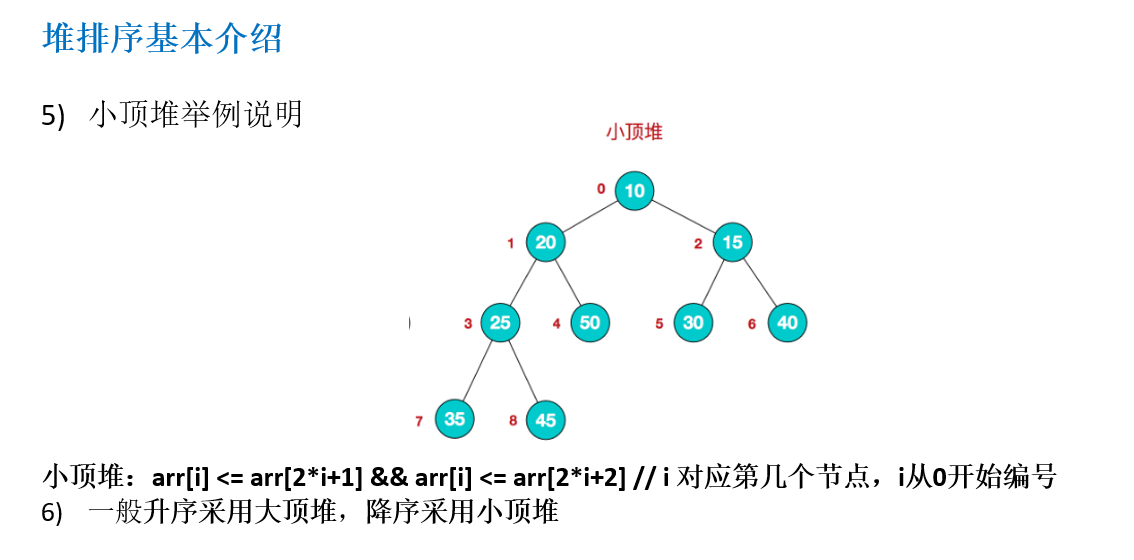 堆排序基本介绍
5) 小顶堆举例说明
小顶堆
0 10
1 20 2 15
3 25 4 50 5 30 6 40
7 35 8 45
小顶堆：arr[i] <= arr[2*i+1] && arr[i] <= arr[2*i+2] // i 对应第几个节点，i从0开始编号
6) 一般升序采用大顶堆，降序采用小顶堆